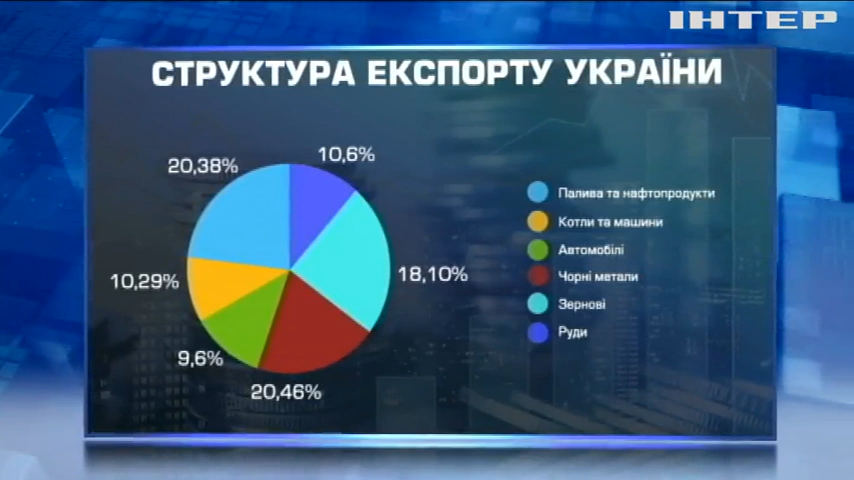 ІНТЕР
СТРУКТУРА ЕКСПОРТУ УКРАЇНИ
20,38%
10,6%
18,10%
10,29%
9,6%
20,46%
Палива та нафтопродукти
Котли та машини
Автомобілі
Чорні метали
Зернові
Руди